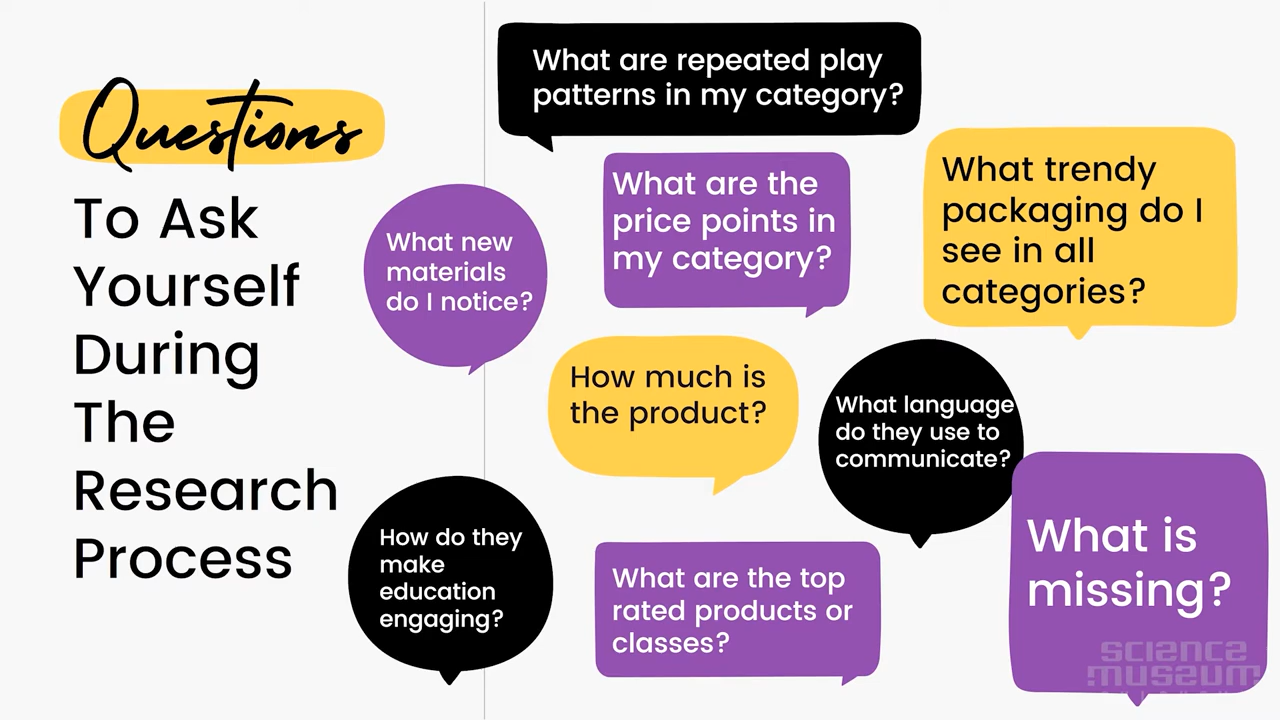 Questions
To Ask
Yourself
During
The
Research
Process
What are repeated play
patterns in my category?
What new
materials
do I notice?
What are the
price points in
my category?
What trendy
packaging do I
see in all
categories?
How much is
the product?
What language
do they use to
communicate?
How do they
make
education
engaging?
What are the top
rated products or
classes?
What is
missing?
SCIENCE
MUSEUM